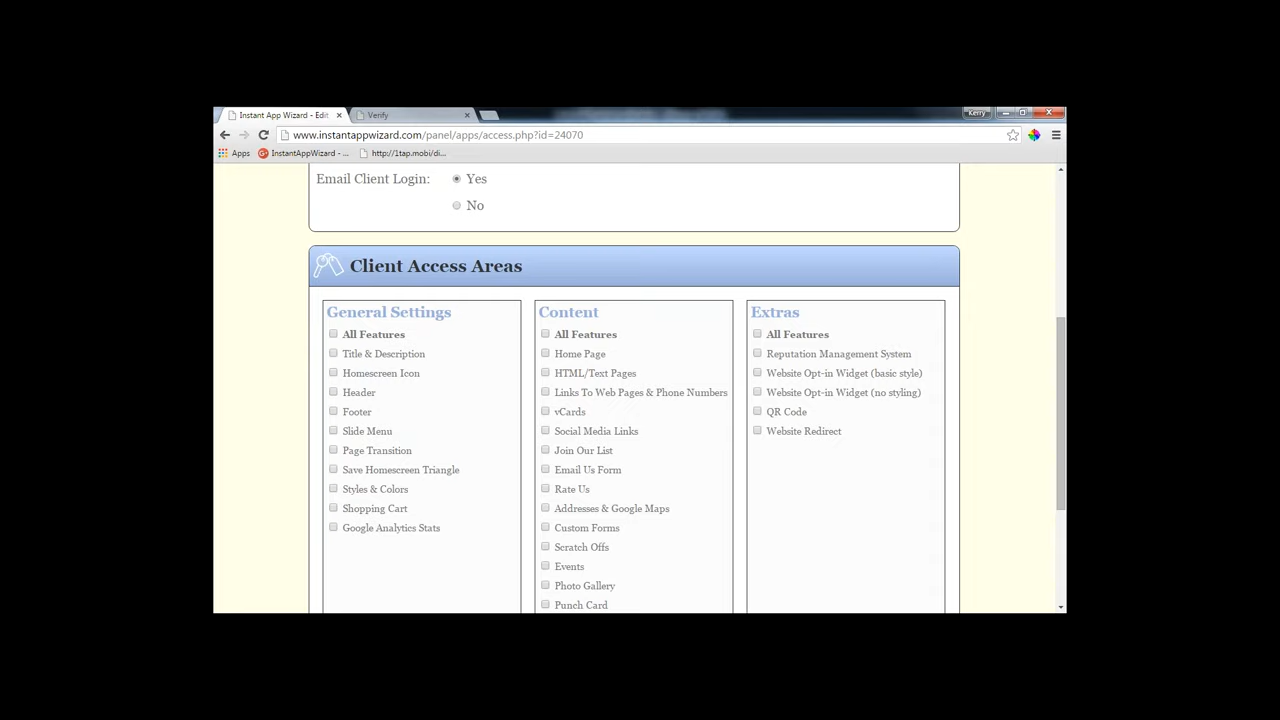 Instant App Wizard - Edit
Verify
Kerry
www.instantappwizard.com/panel/apps/access.php?id=24070
Apps
InstantAppWizard - ...
http://1tap.mobi/di...
Email Client Login:
Yes
No
Client Access Areas
General Settings
All Features
Title & Description
Homescreen Icon
Header
Footer
Slide Menu
Page Transition
Save Homescreen Triangle
Styles & Colors
Shopping Cart
Google Analytics Stats
Content
All Features
Home Page
HTML/Text Pages
Links To Web Pages & Phone Numbers
vCards
Social Media Links
Join Our List
Email Us Form
Rate Us
Addresses & Google Maps
Custom Forms
Scratch Offs
Events
Photo Gallery
Punch Card
Extras
All Features
Reputation Management System
Website Opt-in Widget (basic style)
Website Opt-in Widget (no styling)
QR Code
Website Redirect